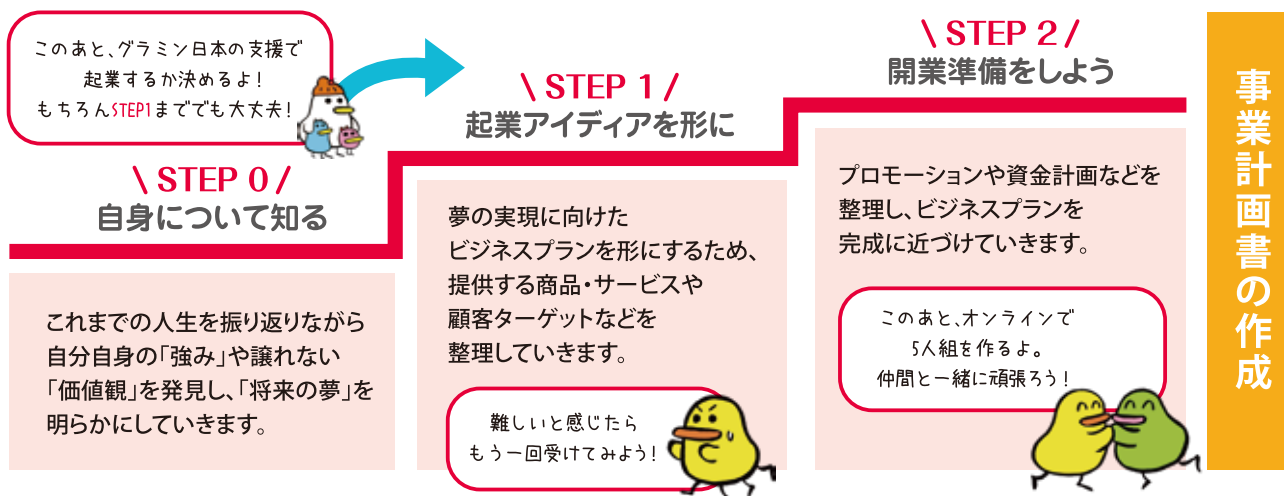 このあと、グラミン日本の支援で
起業するか決めるよ！
もちろんSTEP1まででも大丈夫！
\ STEP 0 /
自身について知る
これまでの人生を振り返りながら
自分自身の「強み」や譲れない
「価値観」を発見し、「将来の夢」を
明らかにしていきます。
\ STEP 1 /
起業アイディアを形に
夢の実現に向けた
ビジネスプランを形にするため、
提供する商品・サービスや
顧客ターゲットなどを
整理していきます。
難しいと感じたら
もう一回受けてみよう！
\ STEP 2 /
開業準備をしよう
プロモーションや資金計画などを
整理し、ビジネスプランを
完成に近づけていきます。
このあと、オンラインで
5人組を作るよ。
仲間と一緒に頑張ろう！
事業計画書の作成